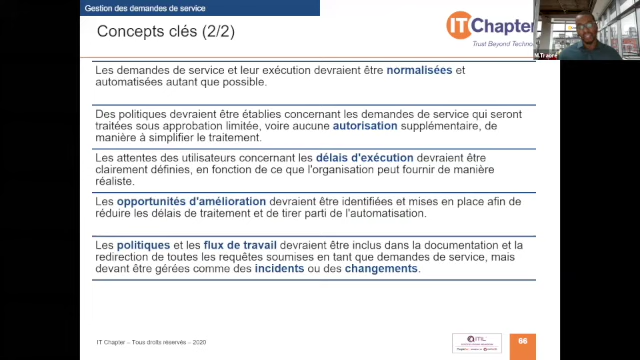 Gestion des demandes de service
Concepts clés (2/2)
IT Chapter
Trust Beyond Techno
M.Traoré
Les demandes de service et leur exécution devraient être normalisées et
automatisées autant que possible.
Des politiques devraient être établies concernant les demandes de service qui seront
traitées sous approbation limitée, voire aucune autorisation supplémentaire, de
manière à simplifier le traitement.
Les attentes des utilisateurs concernant les délais d'exécution devraient être
clairement définies, en fonction de ce que l'organisation peut fournir de manière
réaliste.
Les opportunités d'amélioration devraient être identifiées et mises en place afin de
réduire les délais de traitement et de tirer parti de l'automatisation.
Les politiques et les flux de travail devraient être inclus dans la documentation et la
redirection de toutes les requêtes soumises en tant que demandes de service, mais
devant être gérées comme des incidents ou des changements.
IT Chapter – Tous droits réservés – 2020
ITIL
66